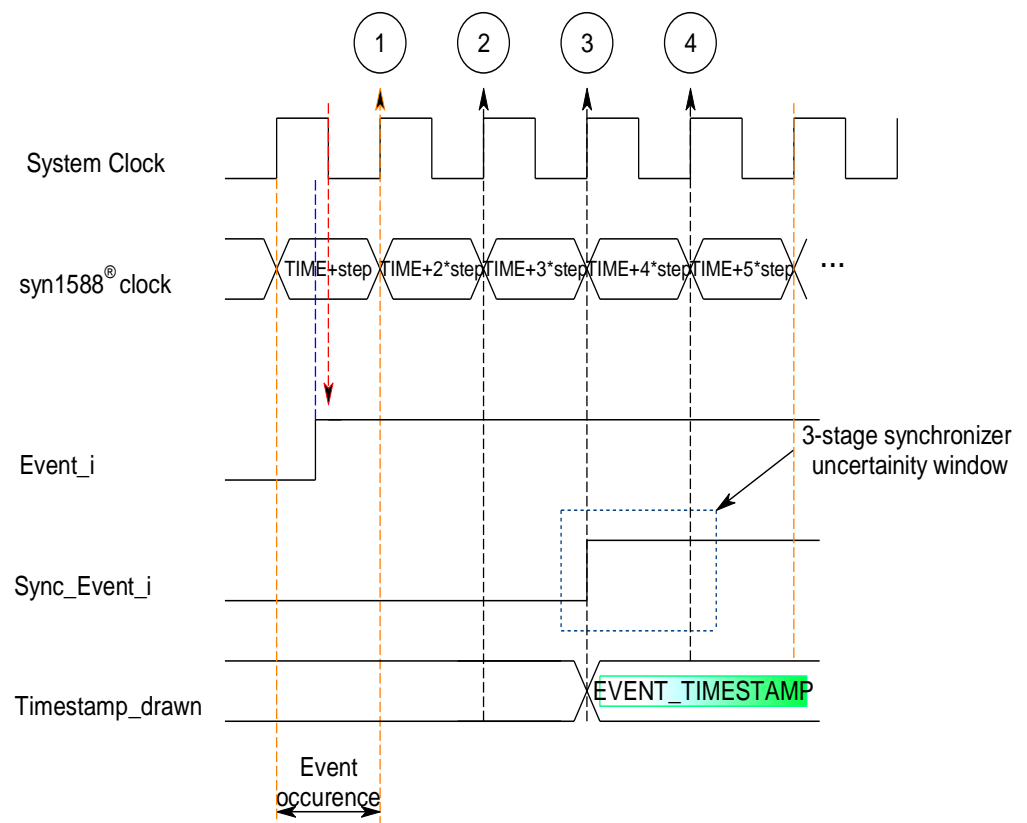 1 2 3 4
System Clock
syn1588® clock
TIME+step TIME+2*step TIME+3*step TIME+4*step TIME+5*step ...
Event_i
3-stage synchronizer
uncertainity window
Sync_Event_i
Timestamp_drawn
EVENT_TIMESTAMP
Event
occurence